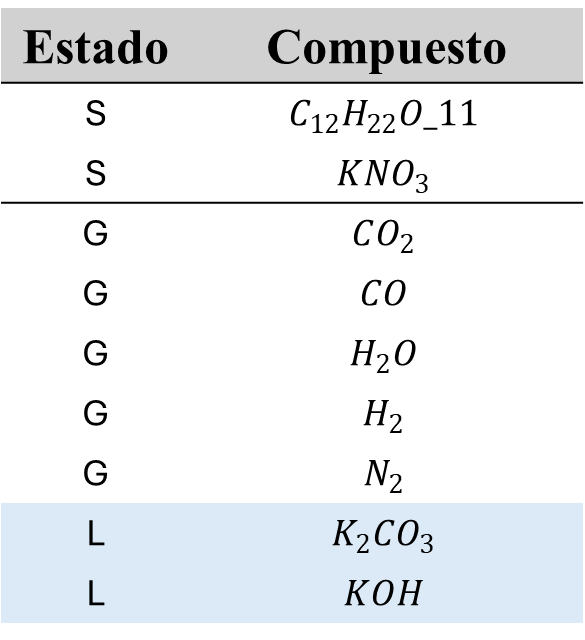 Estado Compuesto
S C₁₂H₂₂O_11
S KNO₃
G CO₂
G CO
G H₂O
G H₂
G N₂
L K₂CO₃
L KOH